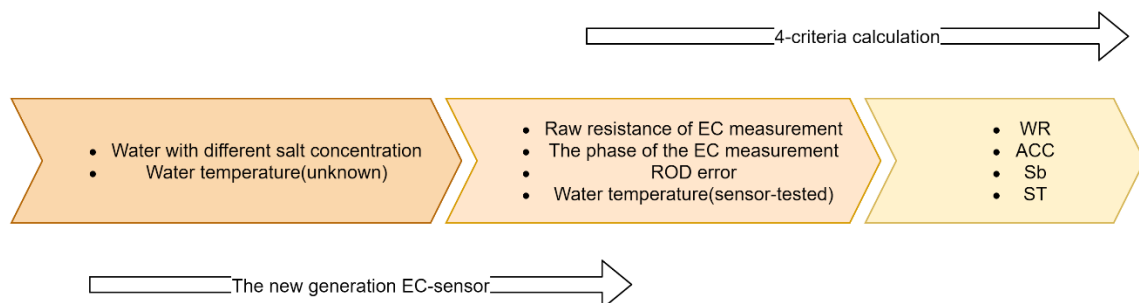 4-criteria calculation
• Water with different salt concentration
• Water temperature(unknown)
• Raw resistance of EC measurement
• The phase of the EC measurement
• ROD error
• Water temperature(sensor-tested)
• WR
• ACC
• Sb
• ST
The new generation EC-sensor